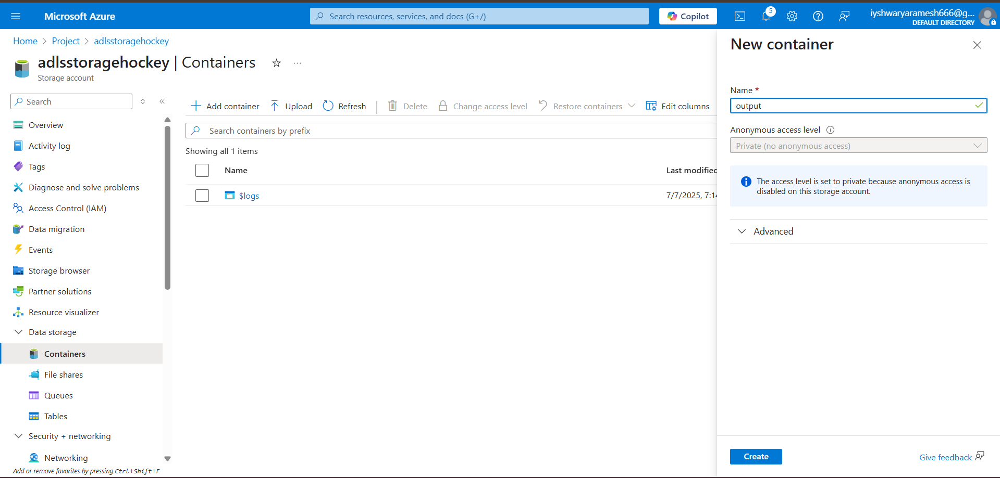 Microsoft Azure
Search resources, services, and docs (G+/)
Copilot
5
iyshwaryaramesh666@g...
DEFAULT DIRECTORY
Home > Project > adlsstoragehockey
adlsstoragehockey | Containers
Storage account
Search
Overview
Activity log
Tags
Diagnose and solve problems
Access Control (IAM)
Data migration
Events
Storage browser
Partner solutions
Resource visualizer
Data storage
Containers
File shares
Queues
Tables
Security + networking
Networking
Add or remove favorites by pressing Ctrl+Shift+F
Add container
Upload
Refresh
Delete
Change access level
Restore containers
Edit columns
Search containers by prefix
Showing all 1 items
Name
Last modified
$logs
7/7/2025, 7:14
New container
Name *
output
Anonymous access level
Private (no anonymous access)
The access level is set to private because anonymous access is
disabled on this storage account.
Advanced
Create
Give feedback